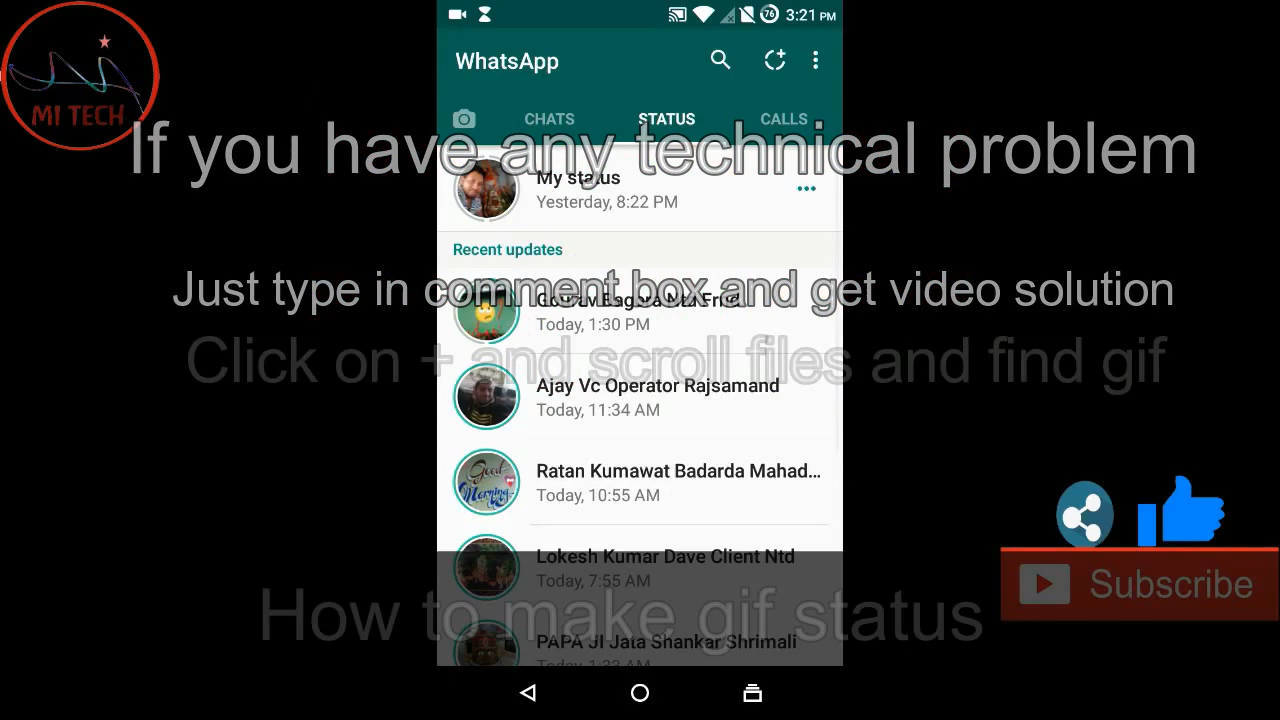 3:21 PM
76
WhatsApp
MI TECH
CHATS STATUS CALLS
If you have any technical problem
My status
Yesterday, 8:22 PM
Recent updates
Just type in comment box and get video solution
Today, 1:30 PM
Click on + and scroll files and find gif
Ajay Vc Operator Rajsamand
Today, 11:34 AM
Good Morning
Ratan Kumawat Badarda Mahad...
Today, 10:55 AM
Lokesh Kumar Dave Client Ntd
Today, 7:55 AM
Subscribe
How to make gif status
PAPA JI Jata Shankar Shrimali